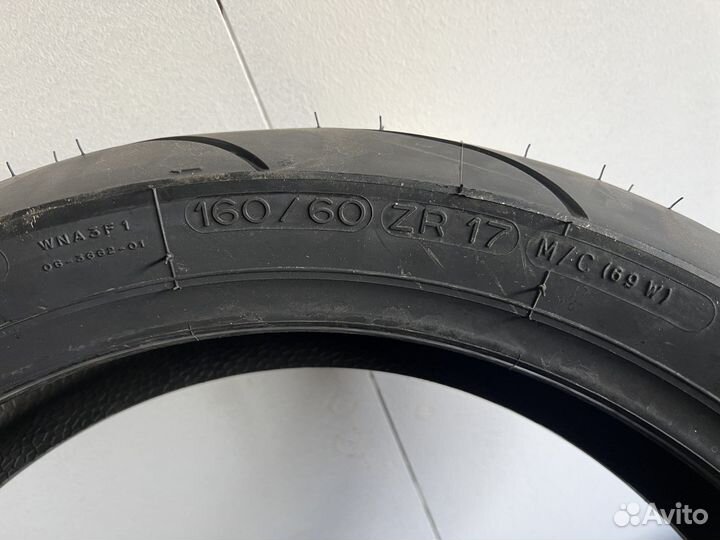 WNA3F1
06-3662-01
160/60 ZR 17 M/C (69 W)
Avito